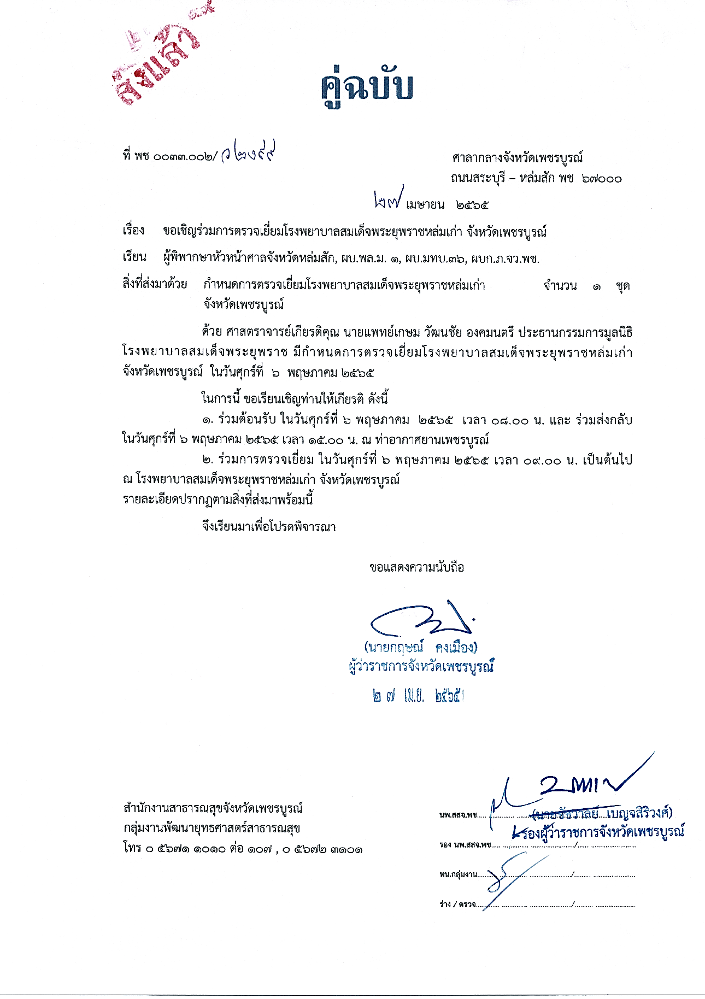 ส่งแล้ว
คู่ฉบับ
ที่ พช ๐๐๓๓.๐๐๒/ว๒๑๙๙
ศาลากลางจังหวัดเพชรบูรณ์
ถนนสระบุรี – หล่มสัก พช ๖๗๐๐๐
๒๗ เมษายน ๒๕๖๕
เรื่อง ขอเชิญร่วมการตรวจเยี่ยมโรงพยาบาลสมเด็จพระยุพราชหล่มเก่า จังหวัดเพชรบูรณ์
เรียน ผู้พิพากษาหัวหน้าศาลจังหวัดหล่มสัก, ผบ.พล.ม. ๑, ผบ.มทบ.๓๖, ผบก.ภ.จว.พช.
สิ่งที่ส่งมาด้วย กำหนดการตรวจเยี่ยมโรงพยาบาลสมเด็จพระยุพราชหล่มเก่า จำนวน ๑ ชุด
จังหวัดเพชรบูรณ์
ด้วย ศาสตราจารย์เกียรติคุณ นายแพทย์เกษม วัฒนชัย องคมนตรี ประธานกรรมการมูลนิธิ
โรงพยาบาลสมเด็จพระยุพราช มีกำหนดการตรวจเยี่ยมโรงพยาบาลสมเด็จพระยุพราชหล่มเก่า
จังหวัดเพชรบูรณ์ ในวันศุกร์ที่ ๖ พฤษภาคม ๒๕๖๕
ในการนี้ ขอเรียนเชิญท่านให้เกียรติ ดังนี้
๑. ร่วมต้อนรับ ในวันศุกร์ที่ ๖ พฤษภาคม ๒๕๖๕ เวลา ๐๘.๐๐ น. และ ร่วมส่งกลับ
ในวันศุกร์ที่ ๖ พฤษภาคม ๒๕๖๕ เวลา ๑๕.๐๐ น. ณ ท่าอากาศยานเพชรบูรณ์
๒. ร่วมการตรวจเยี่ยม ในวันศุกร์ที่ ๖ พฤษภาคม ๒๕๖๕ เวลา ๐๙.๐๐ น. เป็นต้นไป
ณ โรงพยาบาลสมเด็จพระยุพราชหล่มเก่า จังหวัดเพชรบูรณ์
รายละเอียดปรากฏตามสิ่งที่ส่งมาพร้อมนี้
จึงเรียนมาเพื่อโปรดพิจารณา
ขอแสดงความนับถือ
(นายกฤษณ์ คงเมือง)
ผู้ว่าราชการจังหวัดเพชรบูรณ์
๒๗ เม.ย. ๒๕๖๕
สำนักงานสาธารณสุขจังหวัดเพชรบูรณ์
กลุ่มงานพัฒนายุทธศาสตร์สาธารณสุข
โทร ๐ ๕๖๗๑ ๑๐๑๐ ต่อ ๑๐๗ , ๐ ๕๖๗๒ ๓๑๐๑
นพ.สสจ.พช.....
(นายชัชวาลย์ เบญจสิริวงศ์)
รองผู้ว่าราชการจังหวัดเพชรบูรณ์
รอง นพ.สสจ.พช...../.....
หน.กลุ่มงาน...../.....
ร่าง / ตรวจ...../.....